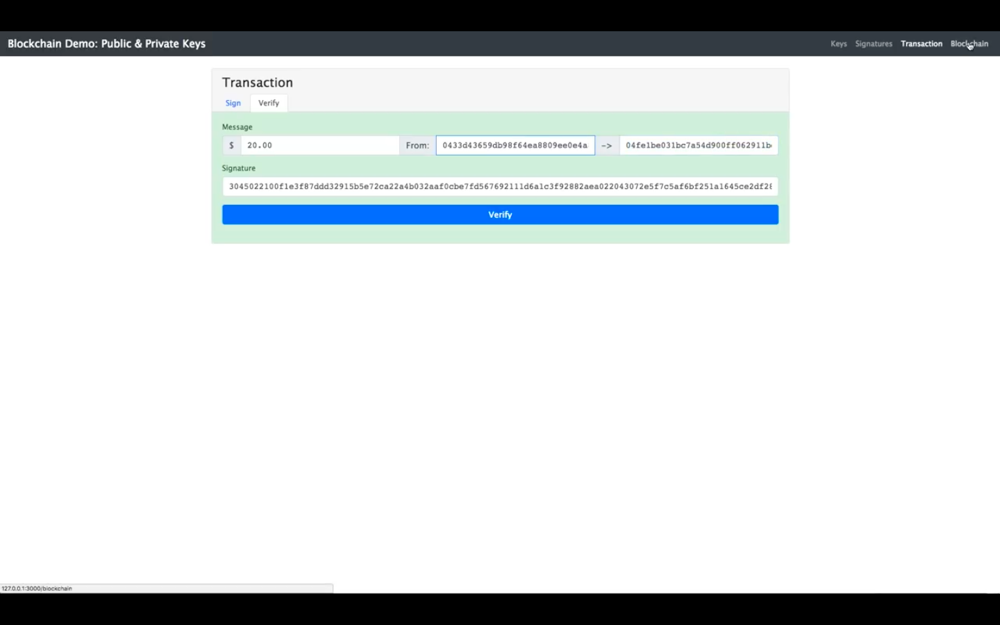 Blockchain Demo: Public & Private Keys
Keys Signatures Transaction Blockchain
Transaction
Sign Verify
Message
$ 20.00 From: 0433d43659db98f64ea8809ee0e4a -> 04fe1be031bc7a54d900ff062911b
Signature
3045022100f1e3f87ddd32915b5e72ca22a4b032aaf0cbe7fd567692111d6a1c3f92882aea022043072e5f7c5af6bf251a1645ce2df28
Verify
127.0.0.1:3000/blockchain